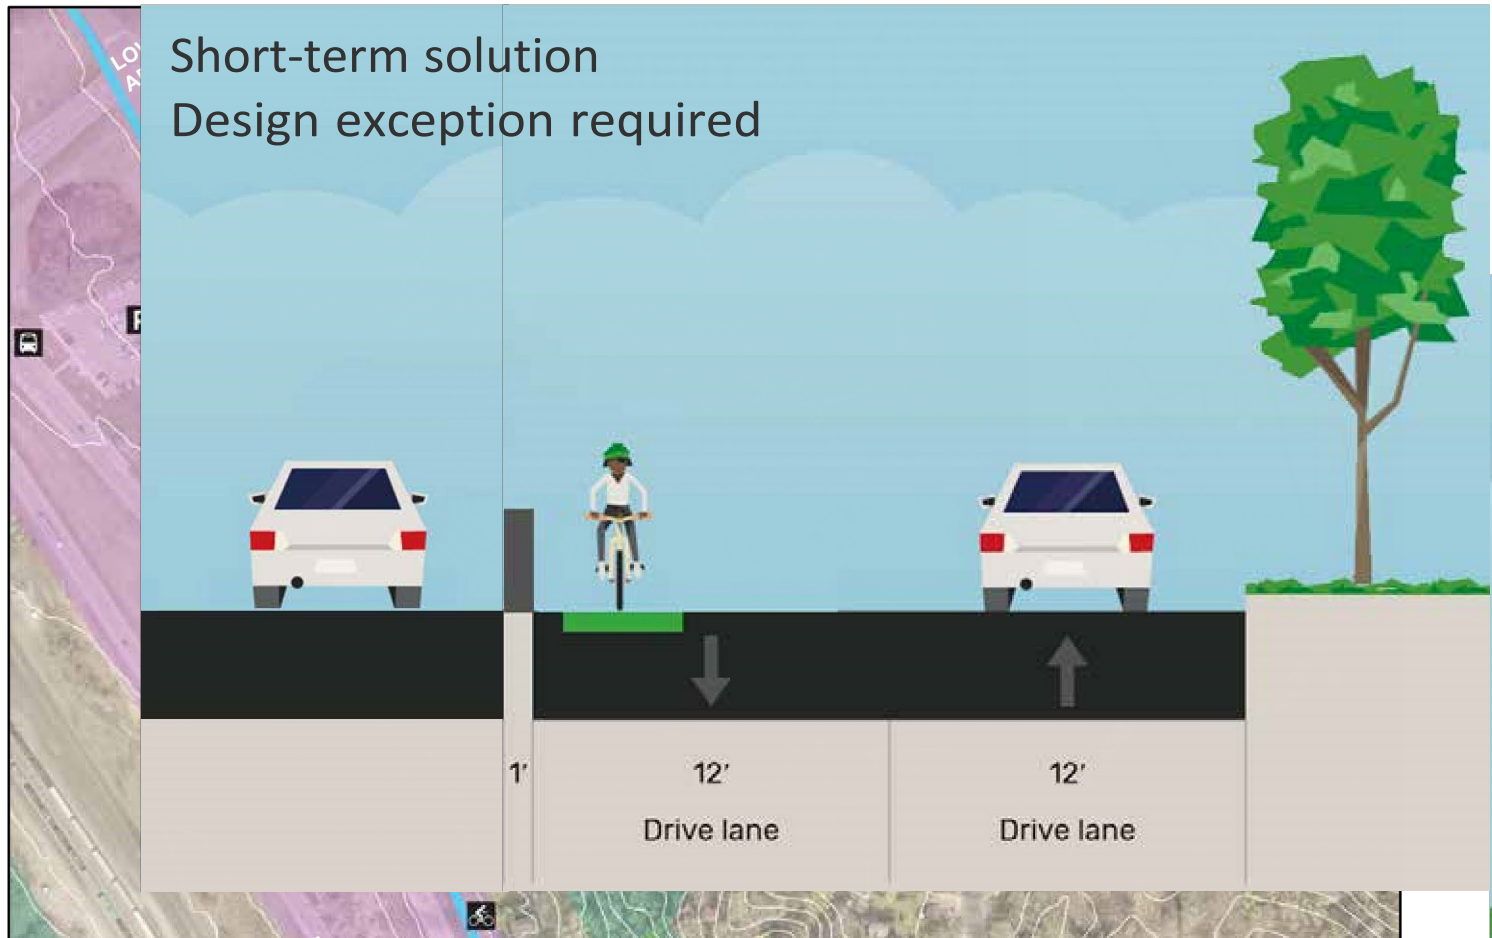 Short-term solution
Design exception required
1′
12′
12′
Drive lane
Drive lane